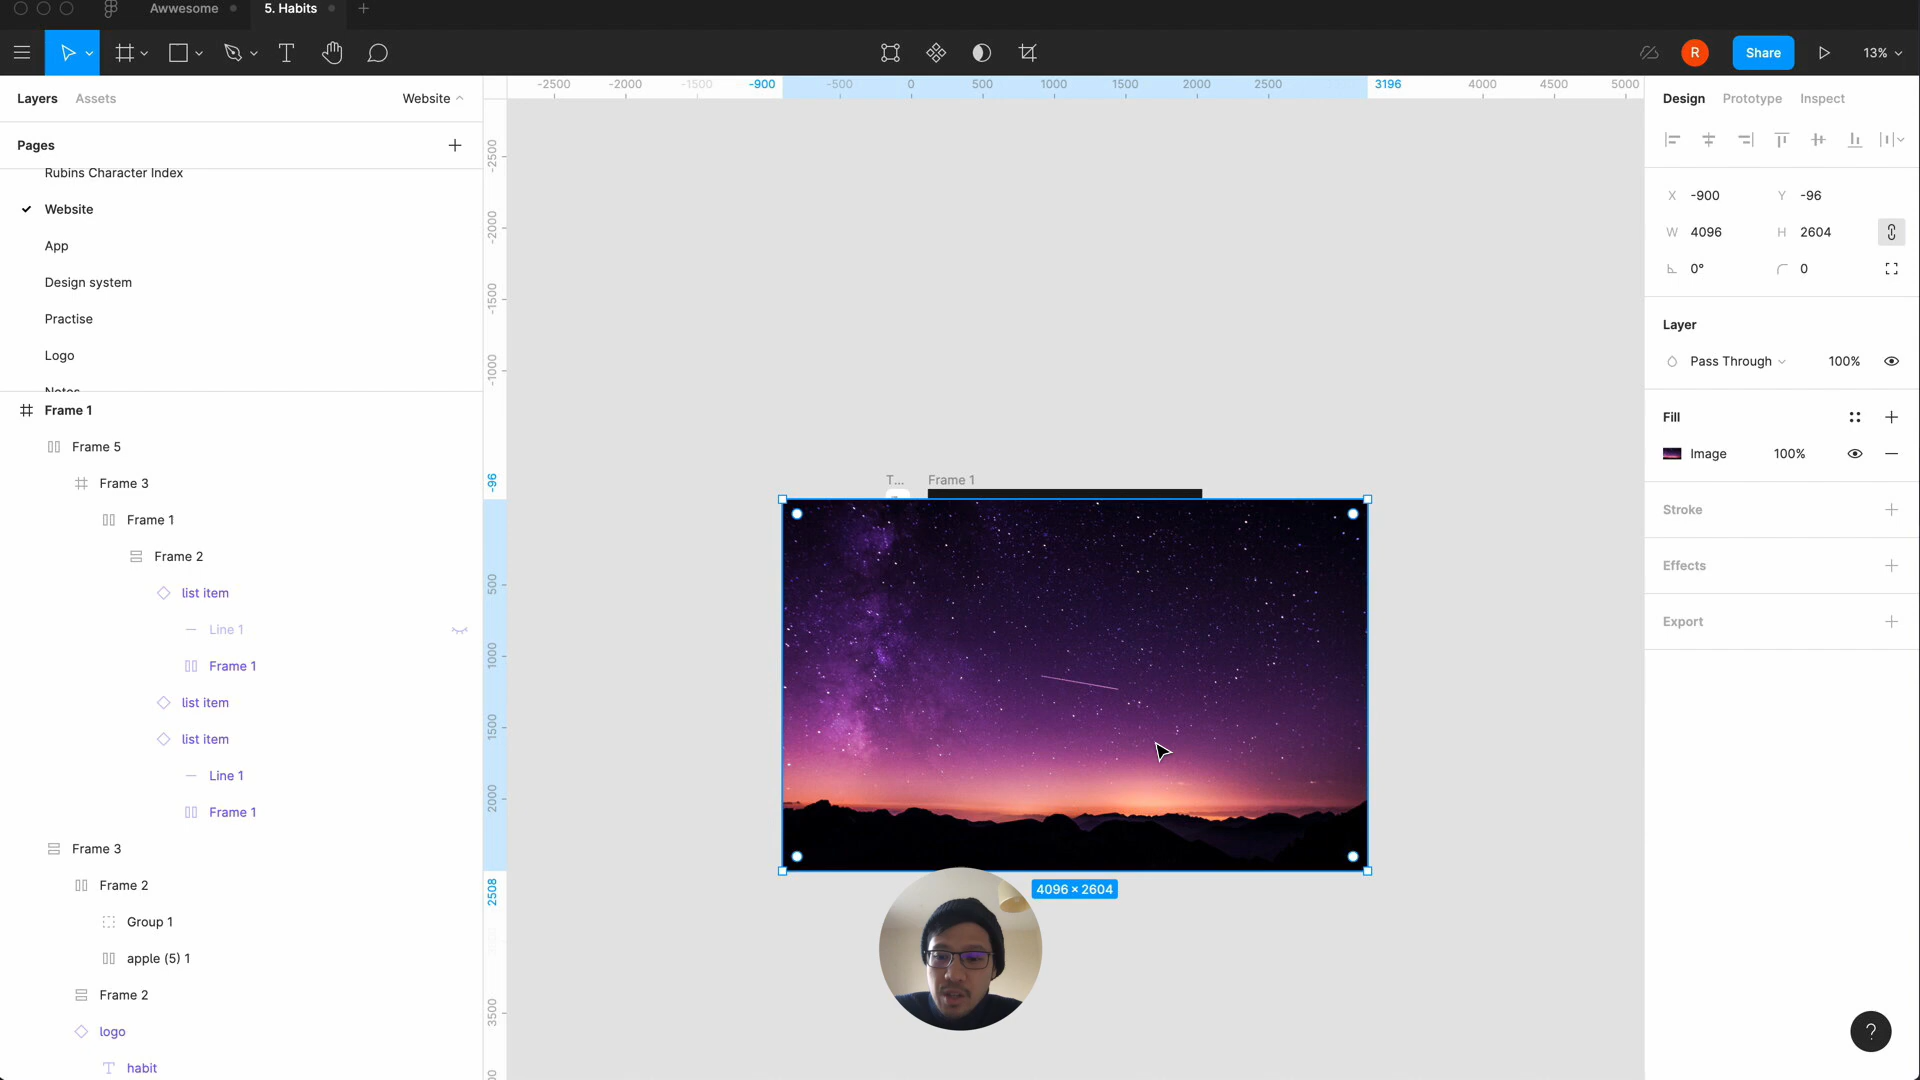 Awwesome
5. Habits
R
Share
13%
Layers
Assets
Website
Pages
Rubins Character Index
Website
App
Design system
Practise
Logo
Notes
Frame 1
Frame 5
Frame 3
Frame 1
Frame 2
list item
Line 1
Frame 1
list item
list item
Line 1
Frame 1
Frame 3
Frame 2
Group 1
apple (5) 1
Frame 2
logo
habit
-2500
-2000
-1500
-900
-500
0
500
1000
1500
2000
2500
3196
4000
4500
5000
-2500
-2000
-1500
-1000
-96
500
1000
1500
2000
2508
3500
T...
Frame 1
4096 × 2604
Design
Prototype
Inspect
X -900
Y -96
W 4096
H 2604
0°
0
Layer
Pass Through
100%
Fill
Image
100%
Stroke
Effects
Export
?